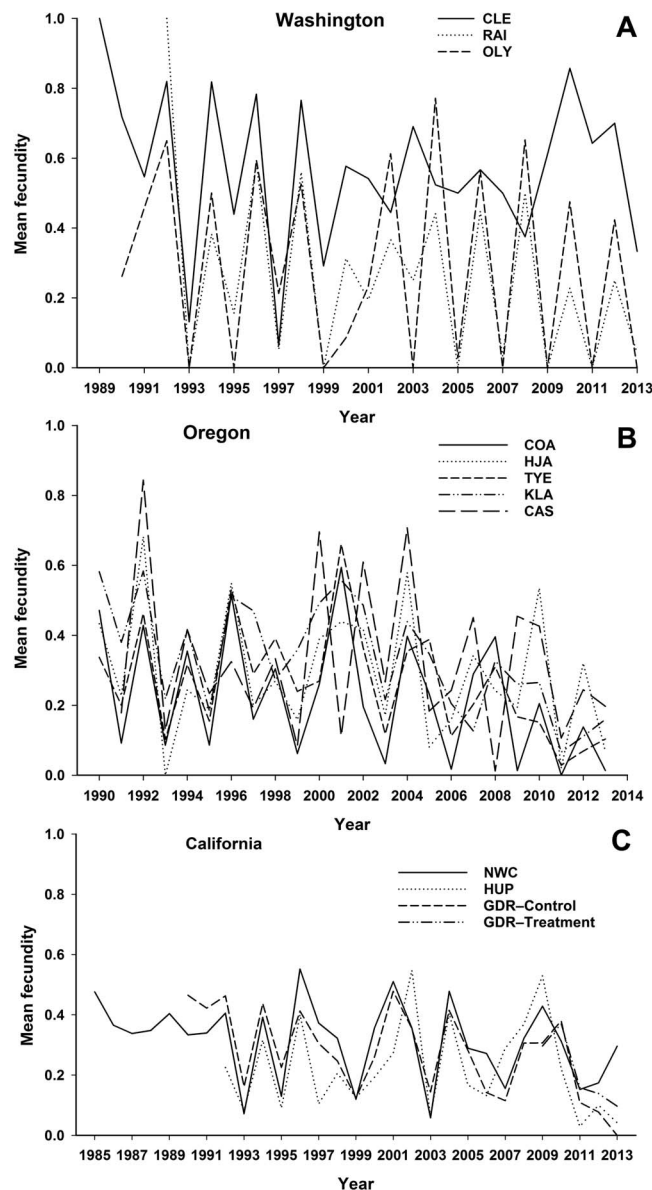 Washington
A
CLE
RAI
OLY
Mean fecundity
1.0
0.8
0.6
0.4
0.2
0.0
1989 1991 1993 1995 1997 1999 2001 2003 2005 2007 2009 2011 2013
Year
Oregon
B
COA
HJA
TYE
KLA
CAS
Mean fecundity
1.0
0.8
0.6
0.4
0.2
0.0
1990 1992 1994 1996 1998 2000 2002 2004 2006 2008 2010 2012 2014
Year
California
C
NWC
HUP
GDR–Control
GDR–Treatment
Mean fecundity
1.0
0.8
0.6
0.4
0.2
0.0
1985 1987 1989 1991 1993 1995 1997 1999 2001 2003 2005 2007 2009 2011 2013
Year